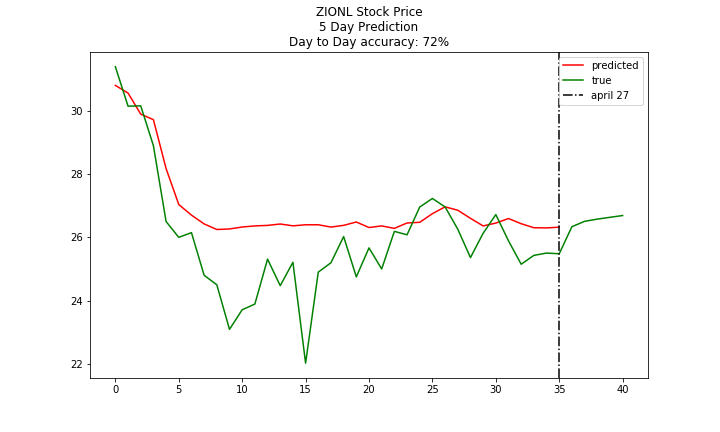 ZIONL Stock Price
5 Day Prediction
Day to Day accuracy: 72%
predicted
true
april 27
30
28
26
24
22
0 5 10 15 20 25 30 35 40